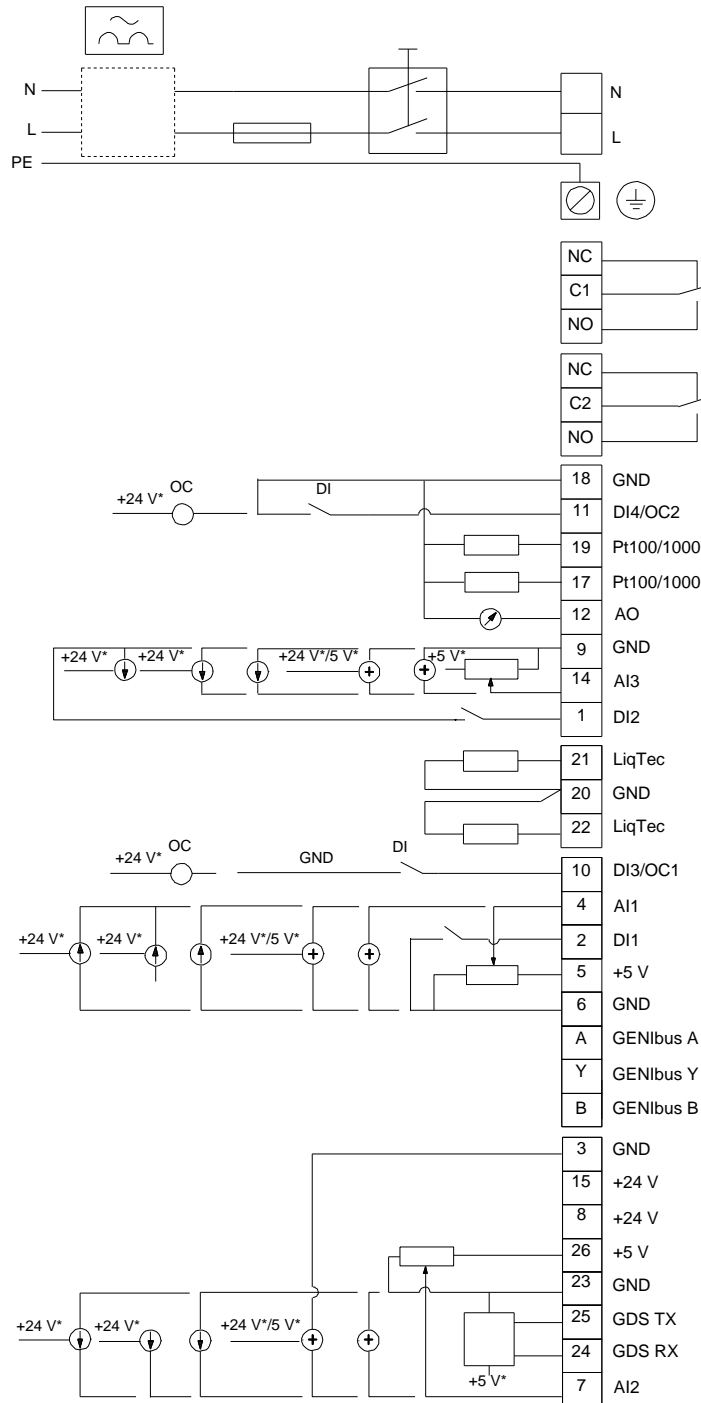 N N
L L
PE
NC
C1
NO
NC
C2
NO
18 GND
+24 V* OC DI 11 DI4/OC2
19 Pt100/1000
17 Pt100/1000
12 AO
9 GND
+24 V* +24 V* +24 V*/5 V* +5 V*
14 AI3
1 DI2
21 LiqTec
20 GND
22 LiqTec
+24 V* OC GND DI 10 DI3/OC1
4 AI1
+24 V* +24 V* +24 V*/5 V* 2 DI1
5 +5 V
6 GND
A GENIbus A
Y GENIbus Y
B GENIbus B
3 GND
15 +24 V
8 +24 V
26 +5 V
23 GND
25 GDS TX
+24 V* +24 V* +24 V*/5 V*
24 GDS RX
+5 V*
7 AI2